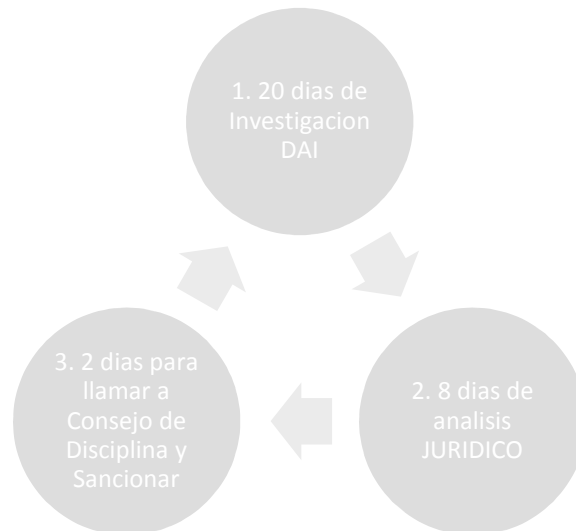 1. 20 dias de
Investigacion
DAI
2. 8 dias de
analisis
JURIDICO
3. 2 dias para
llamar a
Consejo de
Disciplina y
Sancionar